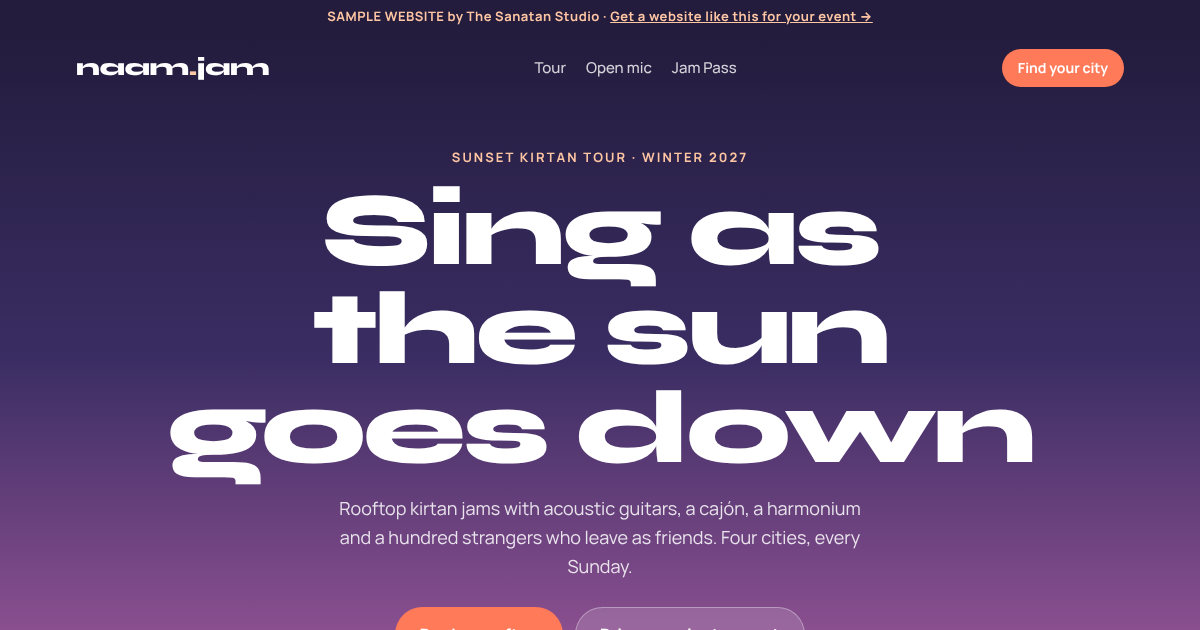 SAMPLE WEBSITE by The Sanatan Studio · Get a website like this for your event →
naam.jam
Tour
Open mic
Jam Pass
Find your city
SUNSET KIRTAN TOUR · WINTER 2027
Sing as
the sun
goes down
Rooftop kirtan jams with acoustic guitars, a cajón, a harmonium
and a hundred strangers who leave as friends. Four cities, every
Sunday.